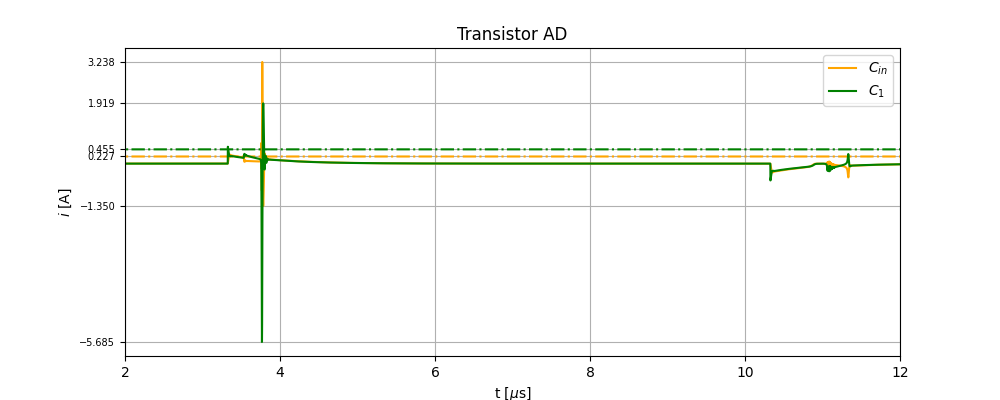 Transistor AD
C_in
C_1
3.238
1.919
0.455
0.227
−1.350
−5.685
i [A]
2 4 6 8 10 12
t [μs]